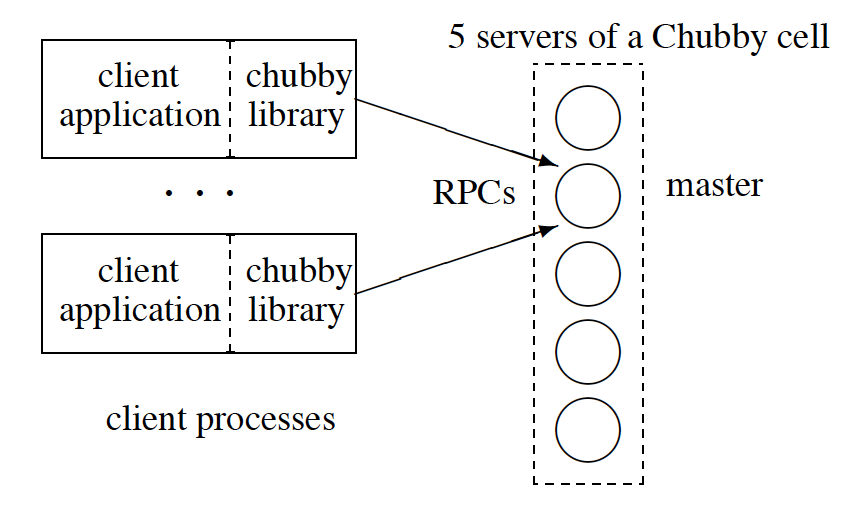 5 servers of a Chubby cell
client chubby
application library
. . .
RPCs
master
client chubby
application library
client processes